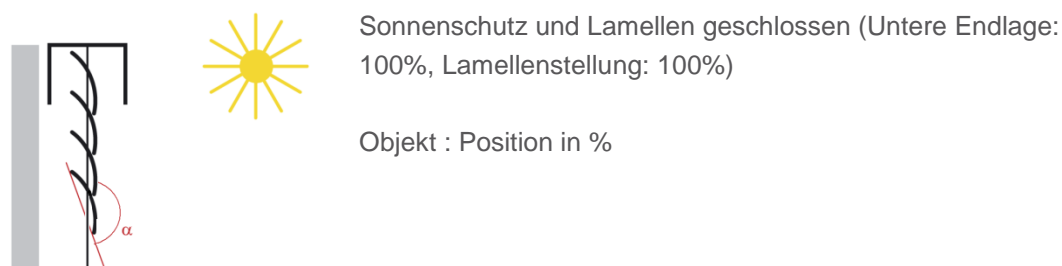 Sonnenschutz und Lamellen geschlossen (Untere Endlage:
100%, Lamellenstellung: 100%)
Objekt : Position in %
α